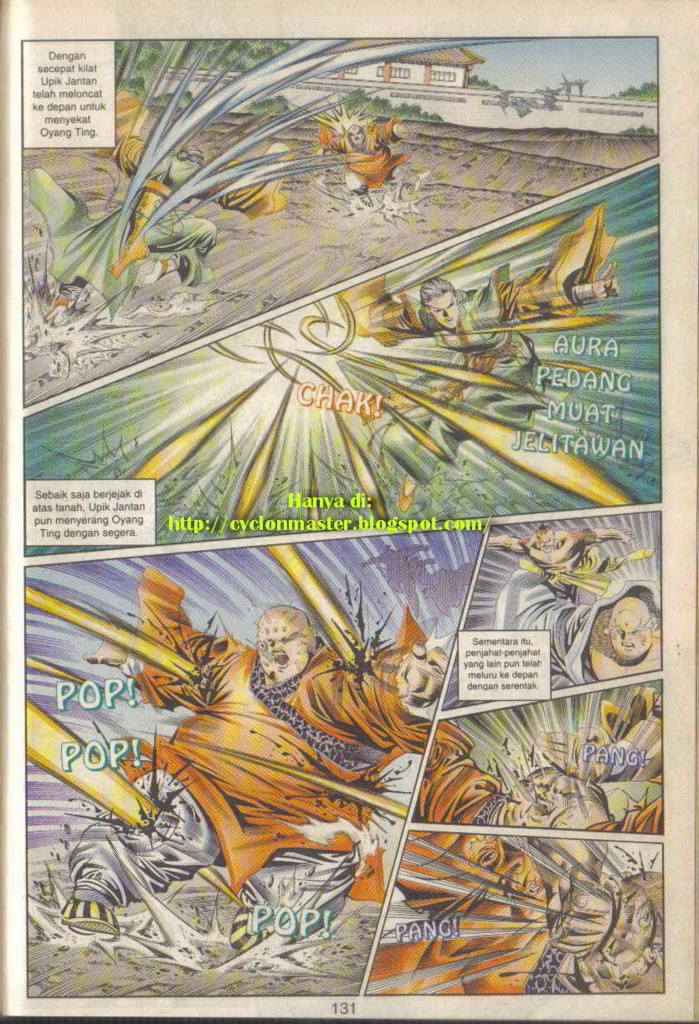 Dengan
secepat kilat
Upik Jantan
telah meloncat
ke depan untuk
menyekat
Oyang Ting.
CHAK!
AURA
PEDANG
MUAT
JELITAWAN
Sebaik saja berjejak di
atas tanah, Upik Jantan
pun menyerang Oyang
Ting dengan segera.
Hanya di:
http://cyclonmaster.blogspot.com
POP!
POP!
POP!
Sementara itu,
penjahat-penjahat
yang lain pun telah
meluru ke depan
dengan serentak.
PANG!
PANG!
131